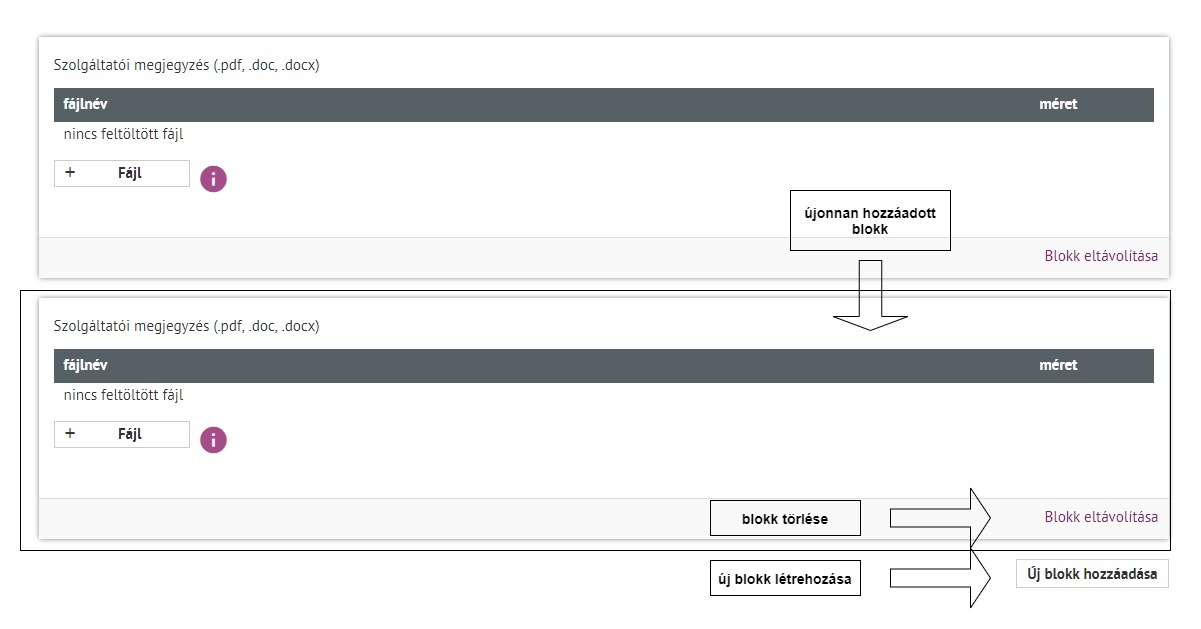 Szolgáltatói megjegyzés (.pdf, .doc, .docx)
fájlnév méret
nincs feltöltött fájl
+ Fájl i
újonnan hozzáadott
blokk
Blokk eltávolítása
Szolgáltatói megjegyzés (.pdf, .doc, .docx)
fájlnév méret
nincs feltöltött fájl
+ Fájl i
blokk törlése Blokk eltávolítása
új blokk létrehozása Új blokk hozzáadása